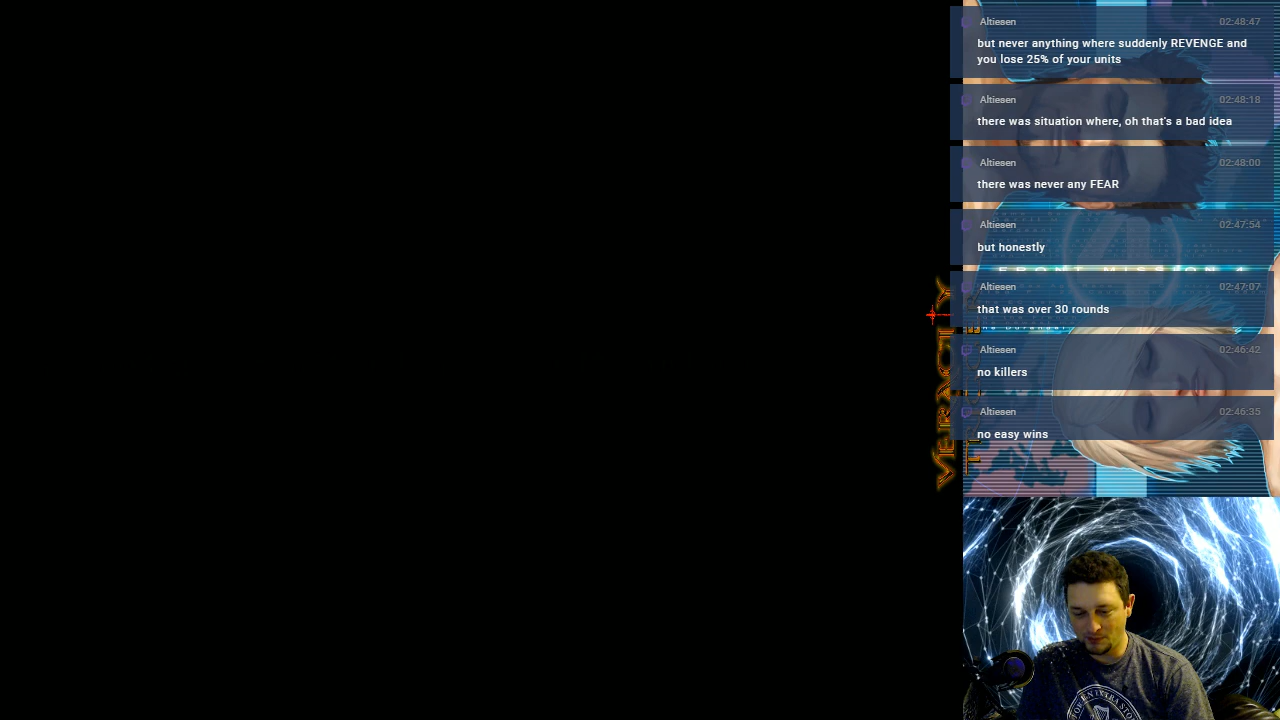 Altiesen 02:48:47
but never anything where suddenly REVENGE and
you lose 25% of your units
Altiesen 02:48:18
there was situation where, oh that's a bad idea
Altiesen 02:48:00
there was never any FEAR
Altiesen 02:47:54
but honestly
FRONT MISSION 4
Altiesen 02:47:07
that was over 30 rounds
Altiesen 02:46:42
no killers
Altiesen 02:46:35
no easy wins